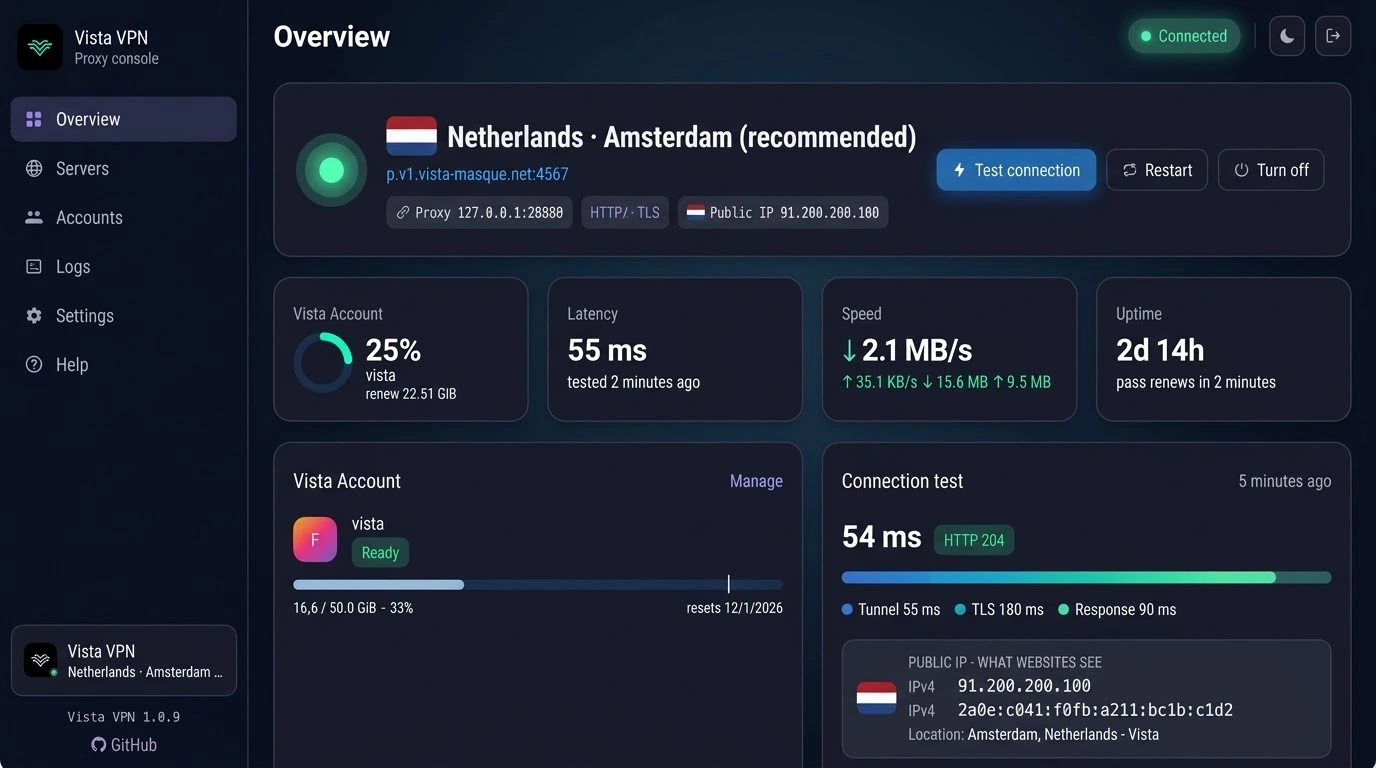 Vista VPN
Proxy console
Overview
Servers
Accounts
Logs
Settings
Help
Vista VPN
Netherlands · Amsterdam ...
Vista VPN 1.0.9
GitHub
Overview
Connected
Netherlands · Amsterdam (recommended)
p.v1.vista-masque.net:4567
Proxy 127.0.0.1:28880
HTTP/·TLS
Public IP 91.200.200.100
Test connection
Restart
Turn off
Vista Account
25%
vista
renew 22.51 GIB
Latency
55 ms
tested 2 minutes ago
Speed
↓ 2.1 MB/s
↑ 35.1 KB/s ↓ 15.6 MB ↑ 9.5 MB
Uptime
2d 14h
pass renews in 2 minutes
Vista Account
Manage
F
vista
Ready
16,6 / 50.0 GiB - 33%
resets 12/1/2026
Connection test
5 minutes ago
54 ms
HTTP 204
Tunnel 55 ms
TLS 180 ms
Response 90 ms
PUBLIC IP - WHAT WEBSITES SEE
IPv4 91.200.200.100
IPv4 2a0e:c041:f0fb:a211:bc1b:c1d2
Location: Amsterdam, Netherlands - Vista